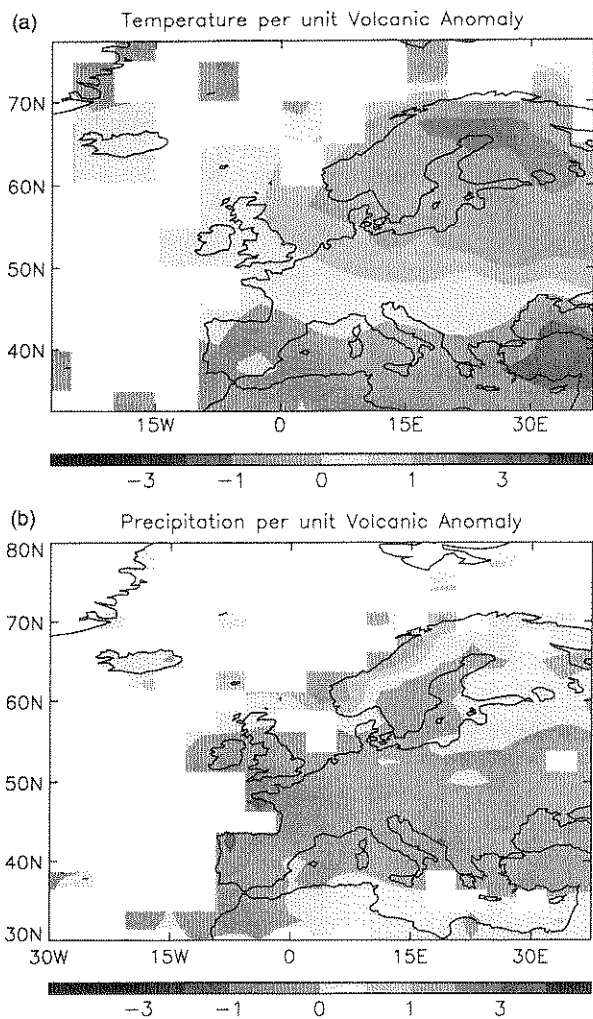 (a) Temperature per unit Volcanic Anomaly
70N
60N
50N
40N
15W 0 15E 30E
−3 −1 0 1 3
(b) Precipitation per unit Volcanic Anomaly
80N
70N
60N
50N
40N
30N
30W 15W 0 15E 30E
−3 −1 0 1 3